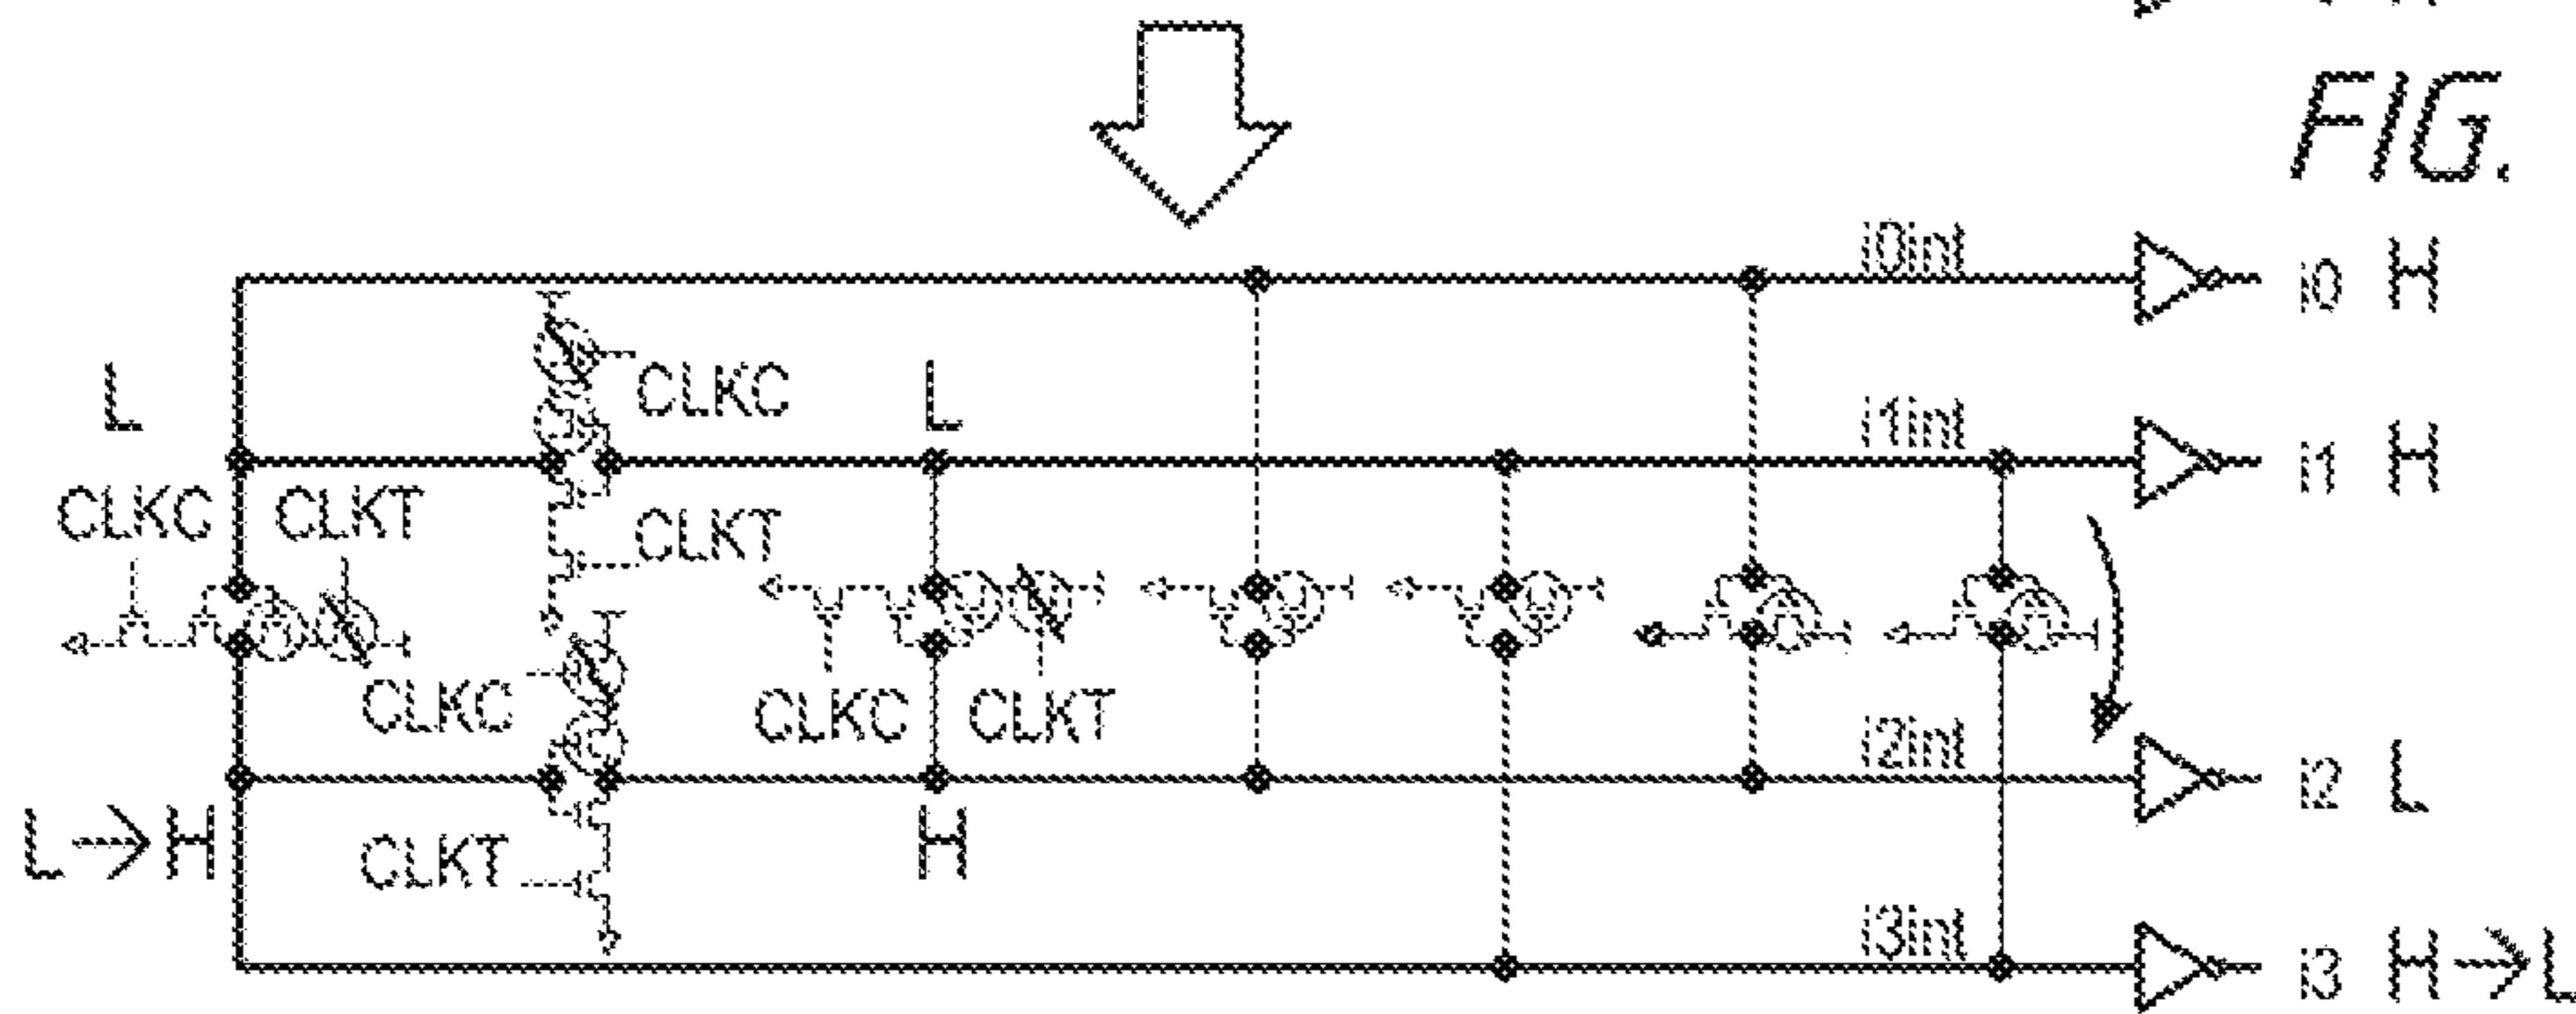 FIG.
i0int
i0 H
L
CLKC
L
i1int
i1 H
CLKC
CLKT
CLKT
CLKC
CLKC
CLKT
i2int
i2 L
L→H
CLKT
H
i3int
i3 H→L